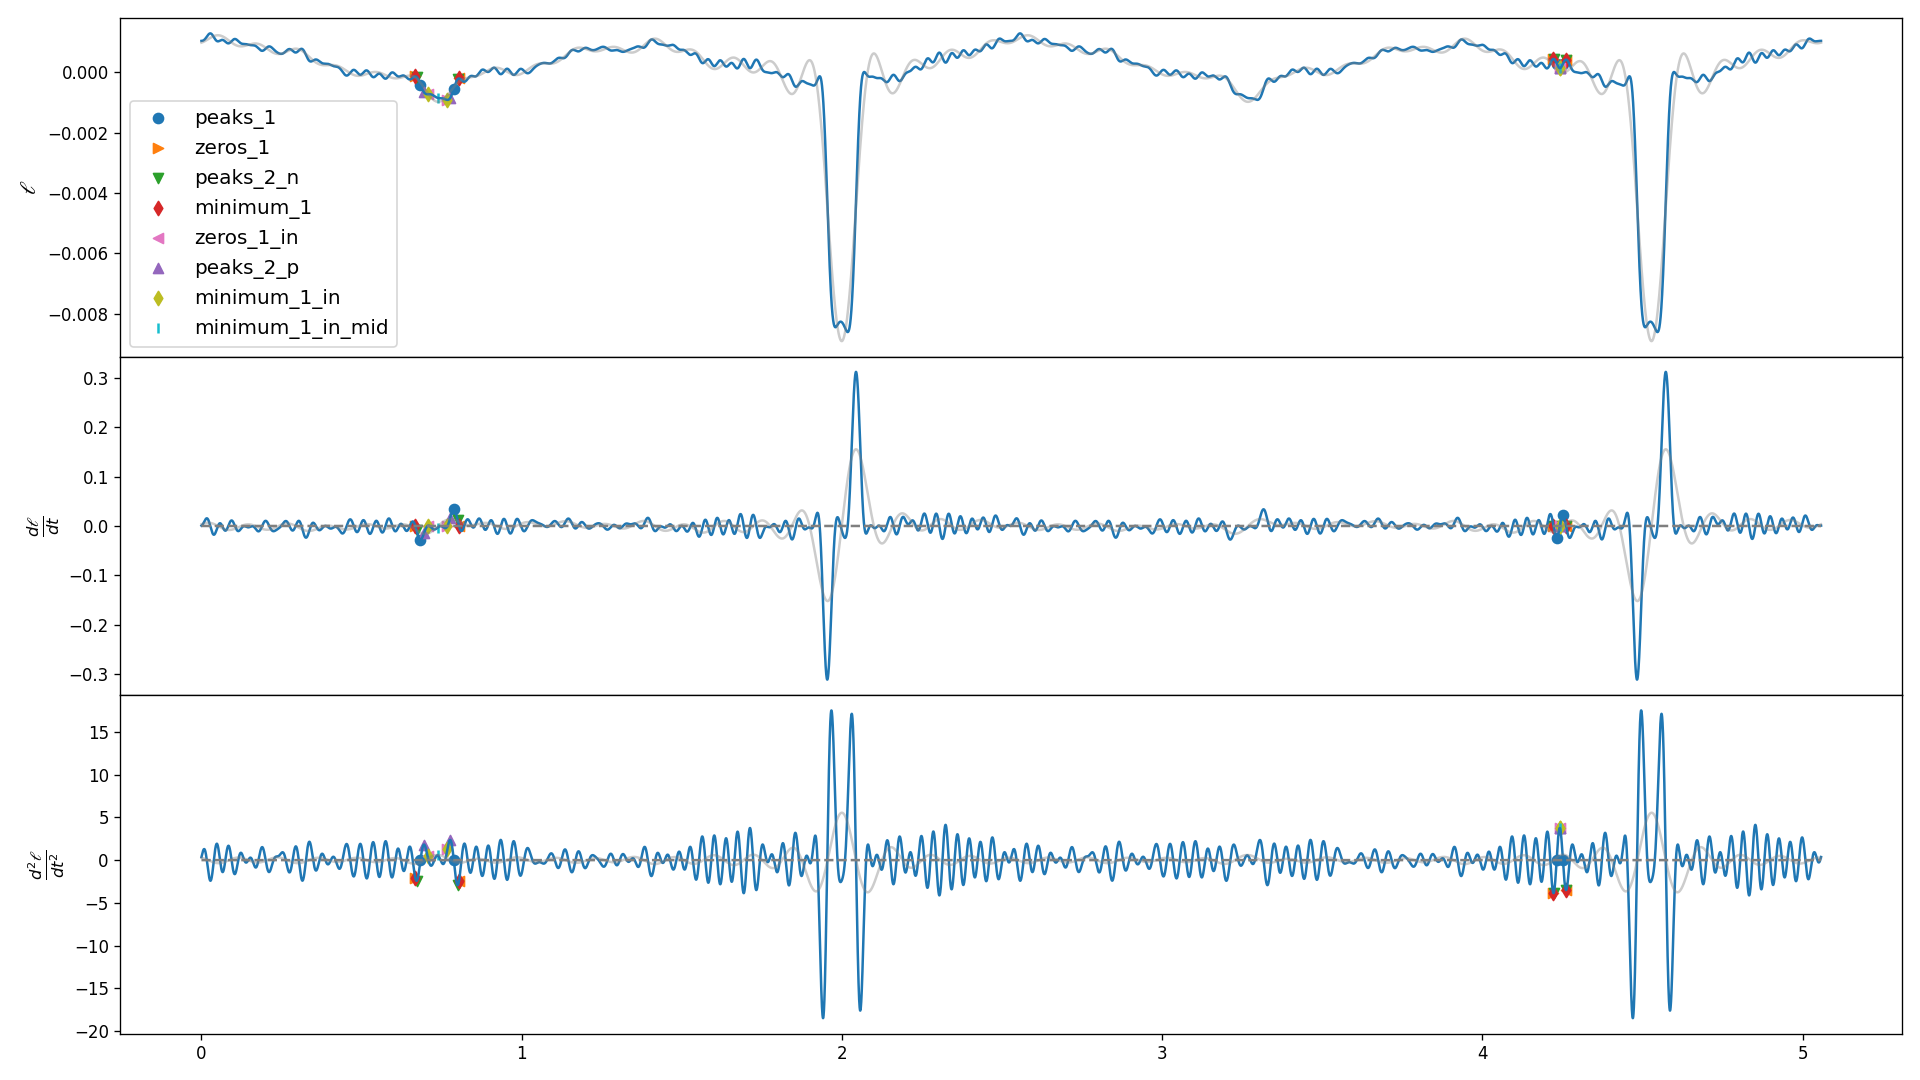 0.000
−0.002
−0.004
−0.006
−0.008
ℓ
peaks_1
zeros_1
peaks_2_n
minimum_1
zeros_1_in
peaks_2_p
minimum_1_in
minimum_1_in_mid
0.3
0.2
0.1
0.0
−0.1
−0.2
−0.3
dℓ/dt
15
10
5
0
−5
−10
−15
−20
d²ℓ/dt²
0 1 2 3 4 5